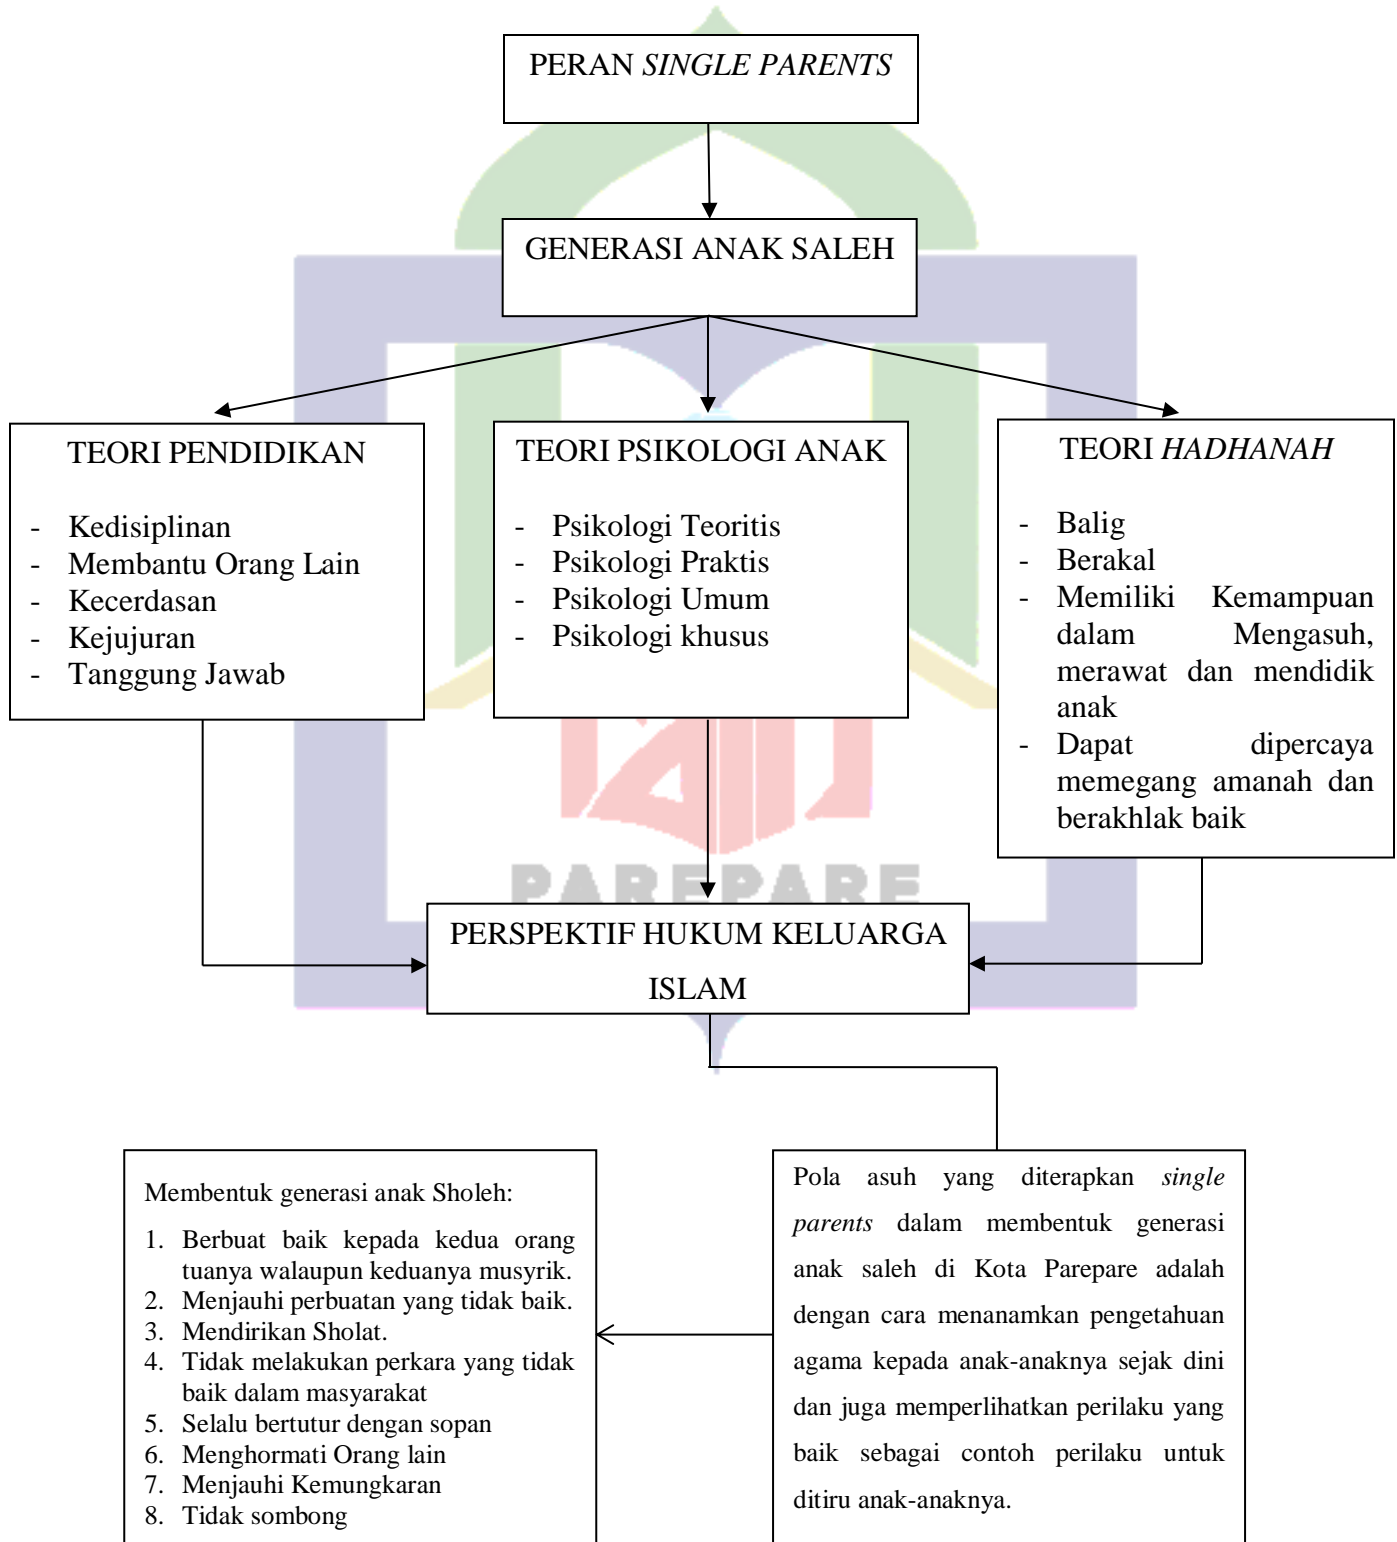 PERAN SINGLE PARENTS
GENERASI ANAK SALEH
TEORI PENDIDIKAN
- Kedisiplinan
- Membantu Orang Lain
- Kecerdasan
- Kejujuran
- Tanggung Jawab
TEORI PSIKOLOGI ANAK
- Psikologi Teoritis
- Psikologi Praktis
- Psikologi Umum
- Psikologi khusus
TEORI HADHANAH
- Balig
- Berakal
- Memiliki Kemampuan
dalam Mengasuh,
merawat dan mendidik
anak
- Dapat dipercaya
memegang amanah dan
berakhlak baik
PAREPARE
PERSPEKTIF HUKUM KELUARGA
ISLAM
Membentuk generasi anak Sholeh:
1. Berbuat baik kepada kedua orang
tuanya walaupun keduanya musyrik.
2. Menjauhi perbuatan yang tidak baik.
3. Mendirikan Sholat.
4. Tidak melakukan perkara yang tidak
baik dalam masyarakat
5. Selalu bertutur dengan sopan
6. Menghormati Orang lain
7. Menjauhi Kemungkaran
8. Tidak sombong
Pola asuh yang diterapkan single
parents dalam membentuk generasi
anak saleh di Kota Parepare adalah
dengan cara menanamkan pengetahuan
agama kepada anak-anaknya sejak dini
dan juga memperlihatkan perilaku yang
baik sebagai contoh perilaku untuk
ditiru anak-anaknya.